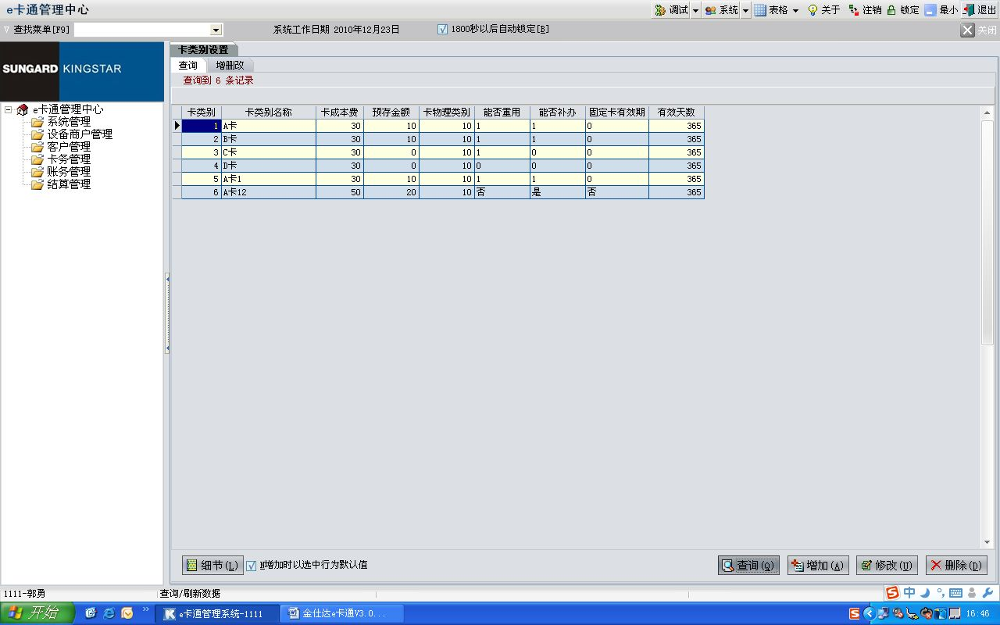 e卡通管理中心 调试 系统 表格 关于 注销 锁定 最小 退出
查找菜单[F9] 系统工作日期 2010年12月23日 1800秒以后自动锁定[B] 关闭
SUNGARD KINGSTAR
e卡通管理中心
系统管理
设备商户管理
客户管理
卡务管理
账务管理
结算管理
卡类别设置
查询 增删改
查询到 6 条记录
卡类别 卡类别名称 卡成本费 预存金额 卡物理类别 能否重用 能否补办 固定卡有效期 有效天数
1 A卡 30 10 10 1 1 0 365
2 B卡 30 10 10 1 1 0 365
3 C卡 30 0 10 1 0 0 365
4 D卡 30 0 10 0 0 0 365
5 A卡1 30 10 10 1 1 0 365
6 A卡12 50 20 10 否 是 否 365
细节(L) N增加时以选中行为默认值 查询(Q) 增加(A) 修改(U) 删除(D)
1111-郭勇 查询/刷新数据 中
开始 e卡通管理系统-1111 金仕达e卡通V3.0... 16:46